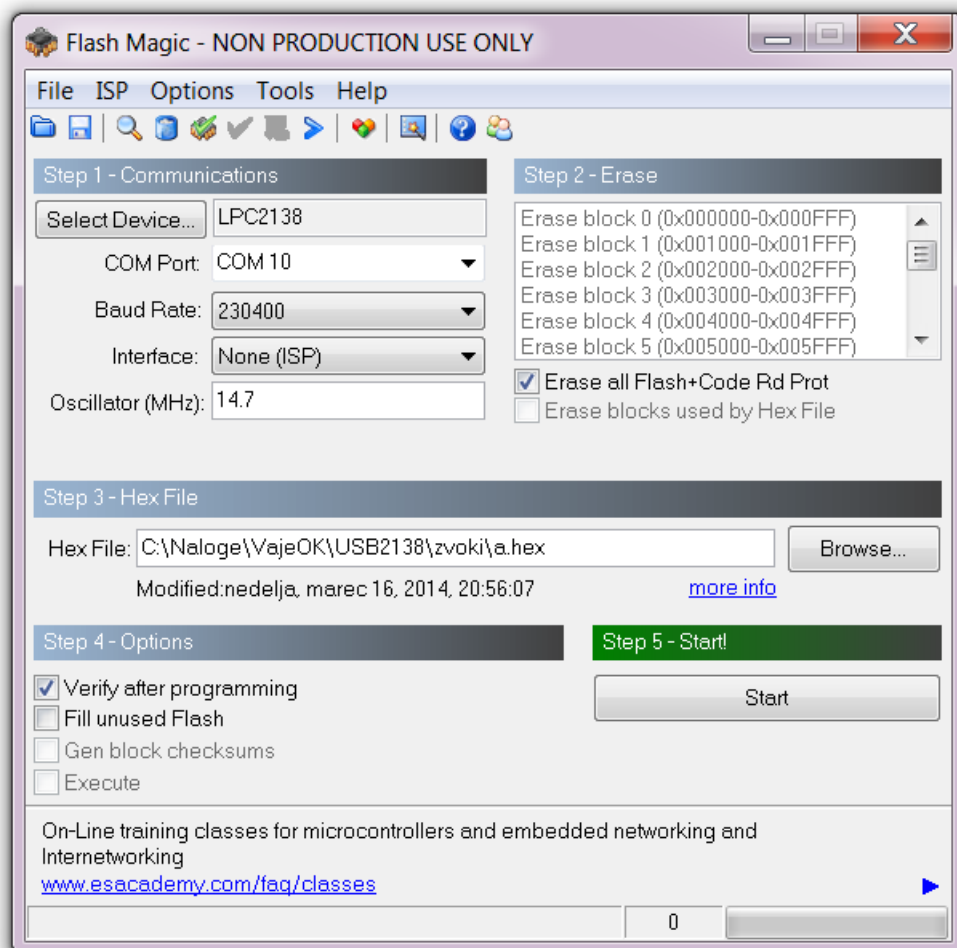 Flash Magic - NON PRODUCTION USE ONLY
File ISP Options Tools Help
Step 1 - Communications
Select Device... LPC2138
COM Port: COM 10
Baud Rate: 230400
Interface: None (ISP)
Oscillator (MHz): 14.7
Step 2 - Erase
Erase block 0 (0x000000-0x000FFF)
Erase block 1 (0x001000-0x001FFF)
Erase block 2 (0x002000-0x002FFF)
Erase block 3 (0x003000-0x003FFF)
Erase block 4 (0x004000-0x004FFF)
Erase block 5 (0x005000-0x005FFF)
Erase all Flash+Code Rd Prot
Erase blocks used by Hex File
Step 3 - Hex File
Hex File: C:\Naloge\VajeOK\USB2138\zvoki\a.hex Browse...
Modified:nedelja, marec 16, 2014, 20:56:07 more info
Step 4 - Options
Verify after programming
Fill unused Flash
Gen block checksums
Execute
Step 5 - Start!
Start
On-Line training classes for microcontrollers and embedded networking and
Internetworking
www.esacademy.com/faq/classes
0